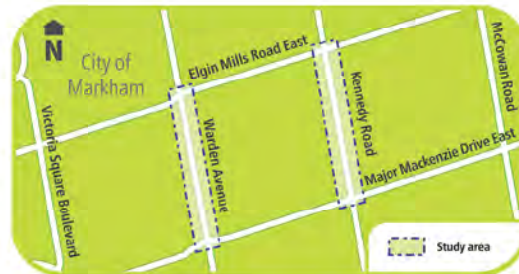 N
City of
Markham
Elgin Mills Road East
McCowan Road
Victoria Square Boulevard
Warden Avenue
Kennedy Road
Major Mackenzie Drive East
Study area